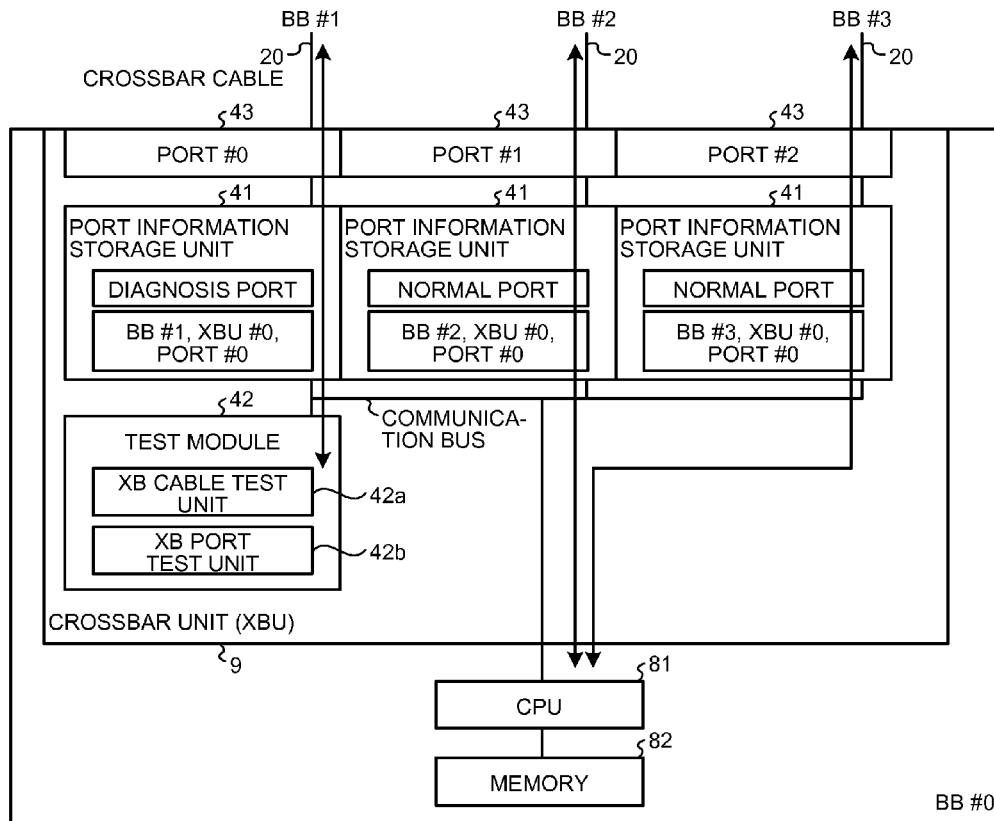 BB #1
BB #2
BB #3
20
20
20
CROSSBAR CABLE
43
43
43
PORT #0
PORT #1
PORT #2
41
41
41
PORT INFORMATION
STORAGE UNIT
PORT INFORMATION
STORAGE UNIT
PORT INFORMATION
STORAGE UNIT
DIAGNOSIS PORT
NORMAL PORT
NORMAL PORT
BB #1, XBU #0,
PORT #0
BB #2, XBU #0,
PORT #0
BB #3, XBU #0,
PORT #0
42
COMMUNICA-
TION BUS
TEST MODULE
XB CABLE TEST
UNIT
42a
XB PORT
TEST UNIT
42b
CROSSBAR UNIT (XBU)
9
81
CPU
82
MEMORY
BB #0